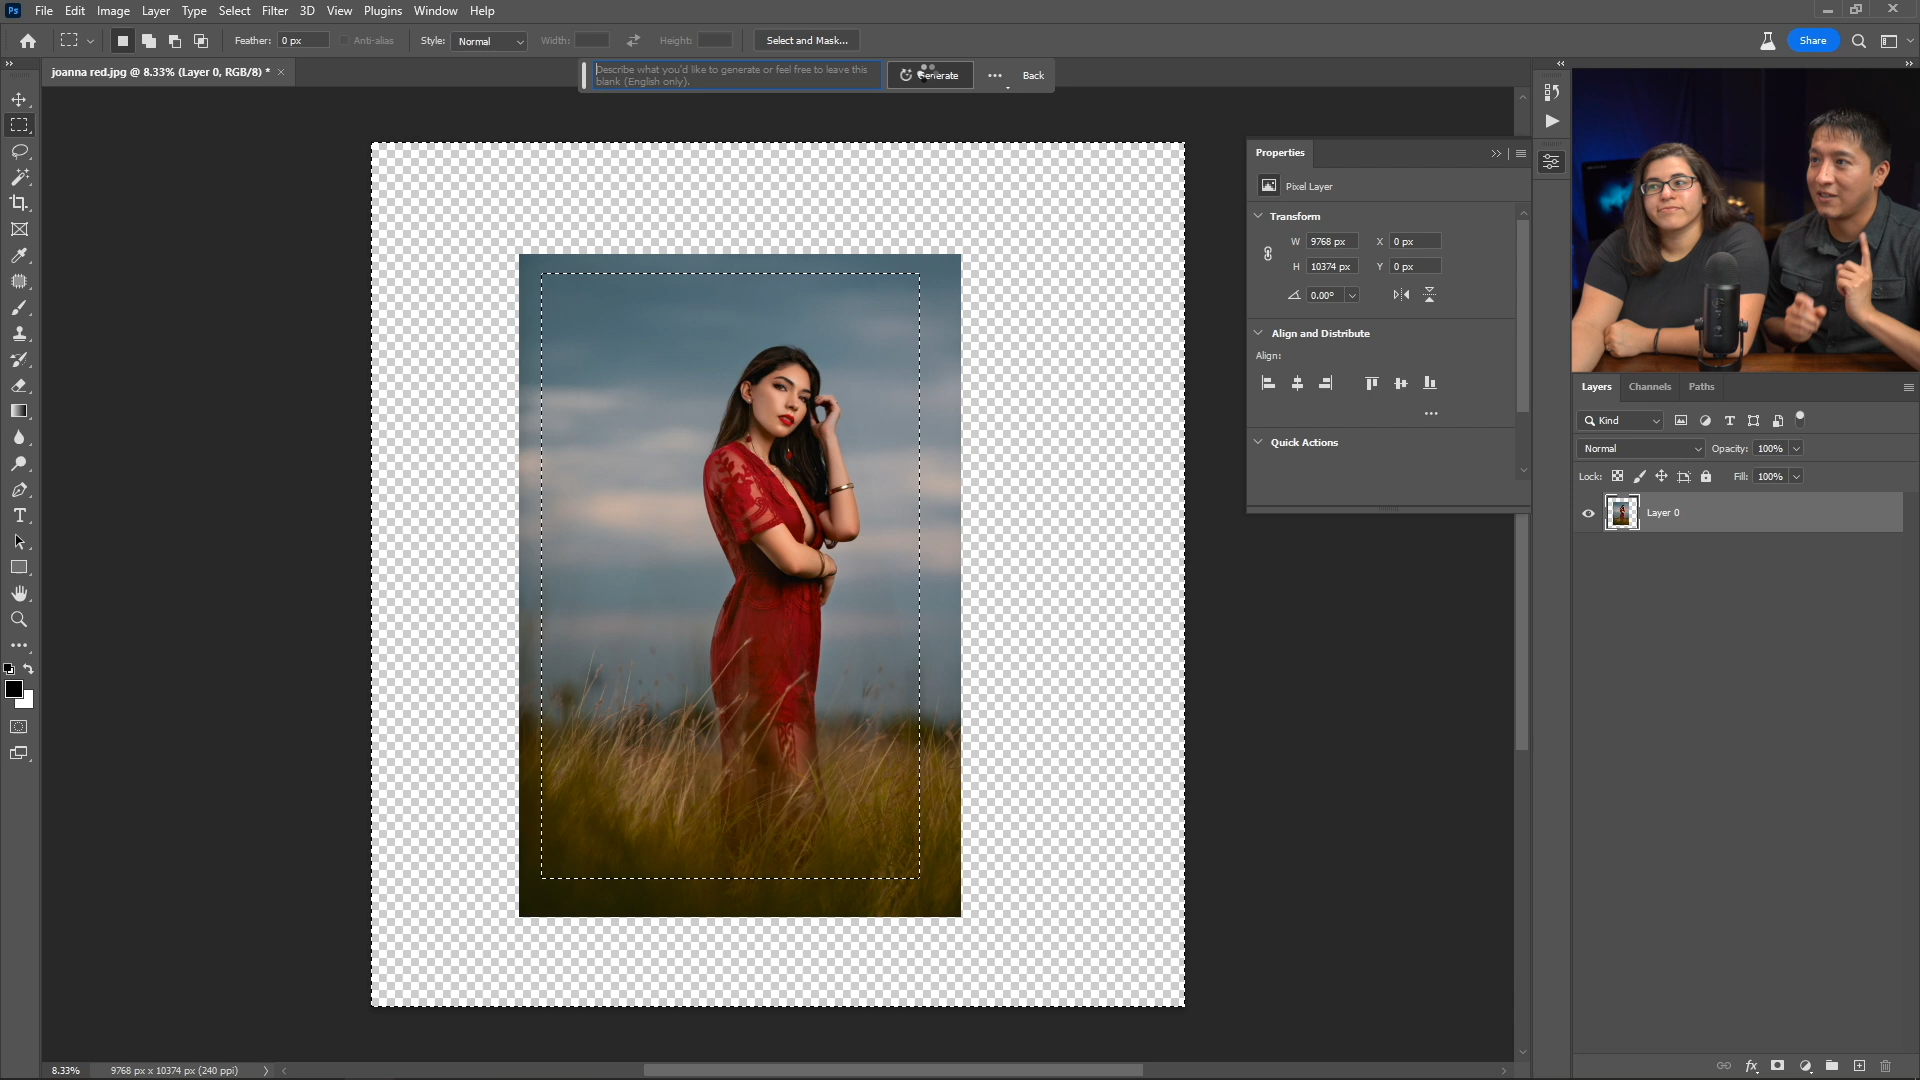 Ps File Edit Image Layer Type Select Filter 3D View Plugins Window Help
Feather: 0 px Anti-alias Style: Normal Width: Height: Select and Mask... Share
joanna red.jpg @ 8.33% (Layer 0, RGB/8) *
Describe what you'd like to generate or feel free to leave this
blank (English only).
Generate
Back
Properties
Pixel Layer
Transform
W 9768 px X 0 px
H 10374 px Y 0 px
0.00°
Align and Distribute
Align:
Quick Actions
Layers Channels Paths
Kind
Normal Opacity: 100%
Lock: Fill: 100%
Layer 0
8.33% 9768 px x 10374 px (240 ppi)